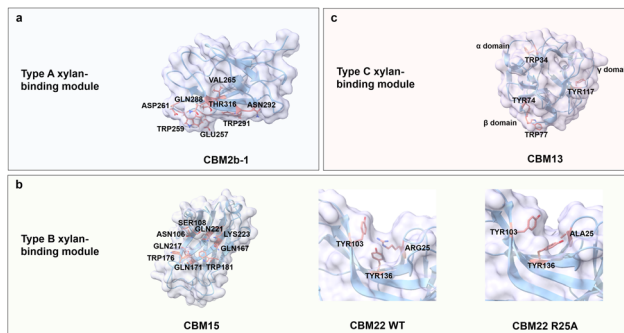 a
Type A xylan-
binding module
VAL265
GLN288
ASP261
THR316
ASN292
TRP259
TRP291
GLU257
CBM2b-1
c
Type C xylan-
binding module
α domain
TRP34
γ domain
TYR74
TYR117
β domain
TRP77
CBM13
b
Type B xylan-
binding module
SER108
GLN221
ASN106
LYS223
GLN217
GLN167
TRP176
GLN171
TRP181
CBM15
TYR103
ARG25
TYR136
CBM22 WT
TYR103
ALA25
TYR136
CBM22 R25A